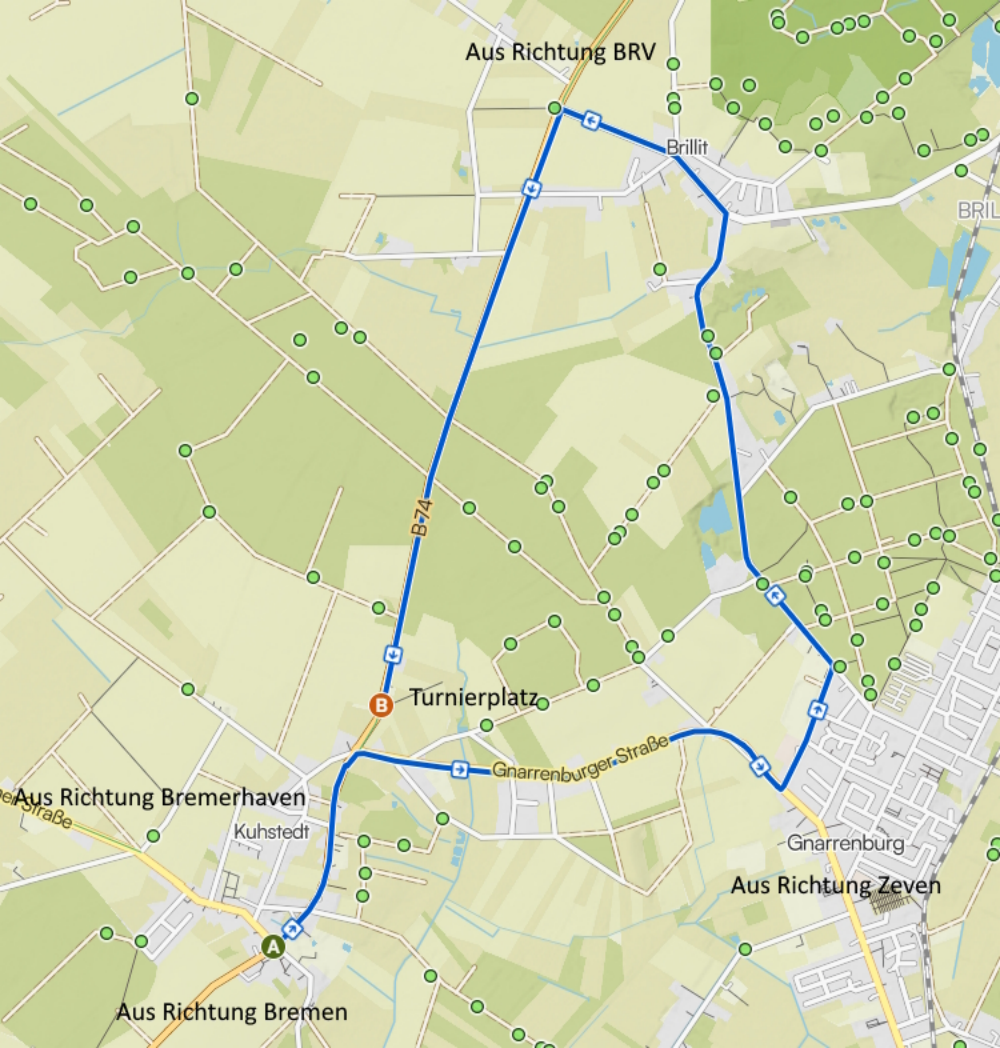 Aus Richtung BRV
Brillit
BRIL
B 74
Turnierplatz
Gnarrenburger Straße
Aus Richtung Bremerhaven
er Straße
Kuhstedt
Gnarrenburg
Aus Richtung Zeven
Aus Richtung Bremen
A
B